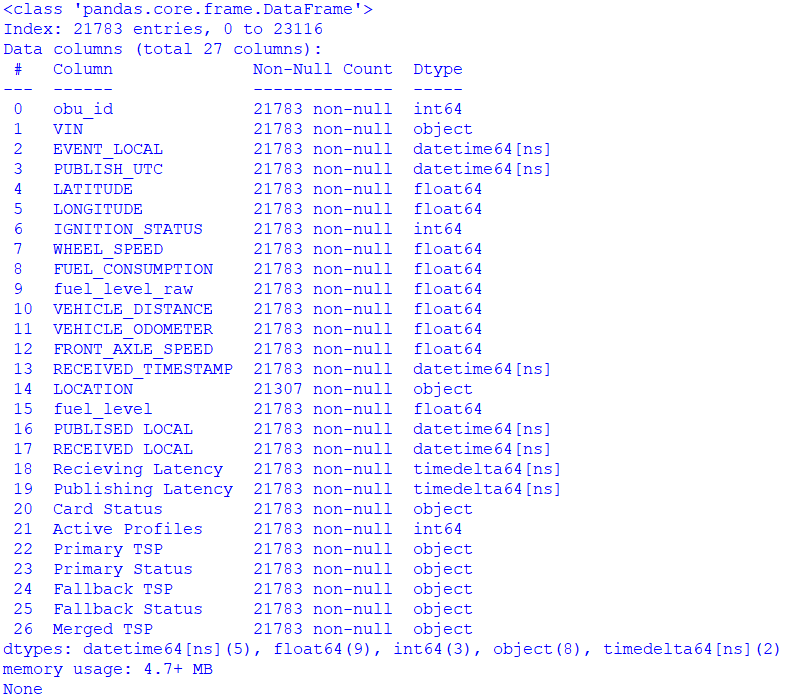 <class 'pandas.core.frame.DataFrame'>
Index: 21783 entries, 0 to 23116
Data columns (total 27 columns):
 #   Column              Non-Null Count  Dtype
---  ------              --------------  -----
 0   obu_id              21783 non-null  int64
 1   VIN                 21783 non-null  object
 2   EVENT_LOCAL         21783 non-null  datetime64[ns]
 3   PUBLISH_UTC         21783 non-null  datetime64[ns]
 4   LATITUDE            21783 non-null  float64
 5   LONGITUDE           21783 non-null  float64
 6   IGNITION_STATUS     21783 non-null  int64
 7   WHEEL_SPEED         21783 non-null  float64
 8   FUEL_CONSUMPTION    21783 non-null  float64
 9   fuel_level_raw      21783 non-null  float64
 10  VEHICLE_DISTANCE    21783 non-null  float64
 11  VEHICLE_ODOMETER    21783 non-null  float64
 12  FRONT_AXLE_SPEED    21783 non-null  float64
 13  RECEIVED_TIMESTAMP  21783 non-null  datetime64[ns]
 14  LOCATION            21307 non-null  object
 15  fuel_level          21783 non-null  float64
 16  PUBLISED LOCAL      21783 non-null  datetime64[ns]
 17  RECEIVED LOCAL      21783 non-null  datetime64[ns]
 18  Recieving Latency   21783 non-null  timedelta64[ns]
 19  Publishing Latency  21783 non-null  timedelta64[ns]
 20  Card Status         21783 non-null  object
 21  Active Profiles     21783 non-null  int64
 22  Primary TSP         21783 non-null  object
 23  Primary Status      21783 non-null  object
 24  Fallback TSP        21783 non-null  object
 25  Fallback Status     21783 non-null  object
 26  Merged TSP          21783 non-null  object
dtypes: datetime64[ns](5), float64(9), int64(3), object(8), timedelta64[ns](2)
memory usage: 4.7+ MB
None